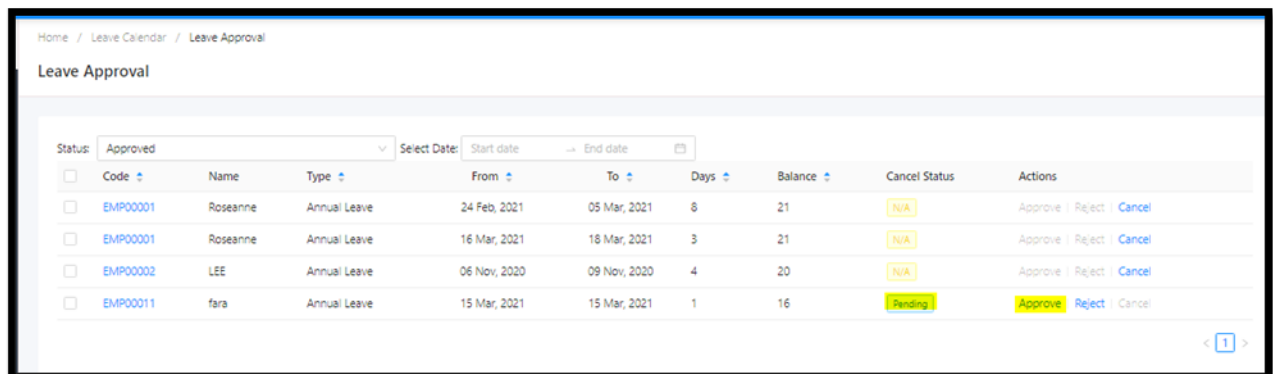 Home / Leave Calendar / Leave Approval
Leave Approval
Status: Approved Select Date: Start date → End date
Code Name Type From To Days Balance Cancel Status Actions
EMP00001 Roseanne Annual Leave 24 Feb, 2021 05 Mar, 2021 8 21 N/A Approve | Reject | Cancel
EMP00001 Roseanne Annual Leave 16 Mar, 2021 18 Mar, 2021 3 21 N/A Approve | Reject | Cancel
EMP00002 LEE Annual Leave 06 Nov, 2020 09 Nov, 2020 4 20 N/A Approve | Reject | Cancel
EMP00011 fara Annual Leave 15 Mar, 2021 15 Mar, 2021 1 16 Pending Approve Reject | Cancel
< 1 >